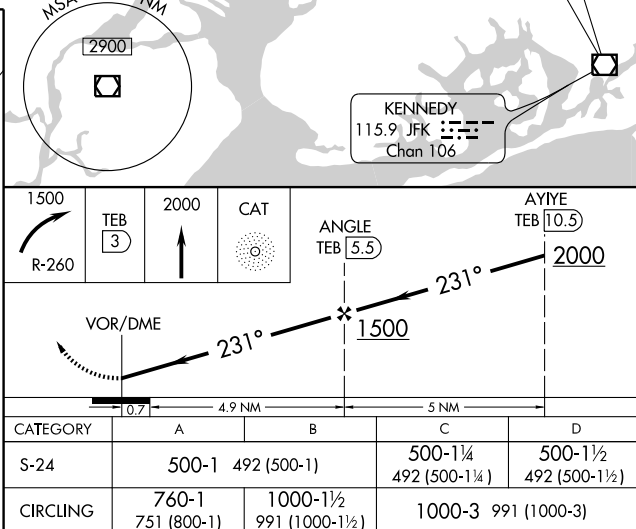 MSA NM
2900
KENNEDY
115.9 JFK
Chan 106
1500
R-260
TEB
3
2000
CAT
ANGLE
TEB 5.5
AYIYE
TEB 10.5
2000
231°
1500
VOR/DME
231°
0.7
4.9 NM
5 NM
CATEGORY A B C D
S-24 500-1 492 (500-1) 500-1¼ 500-1½
492 (500-1¼) 492 (500-1½)
CIRCLING 760-1 1000-1½ 1000-3 991 (1000-3)
751 (800-1) 991 (1000-1½)